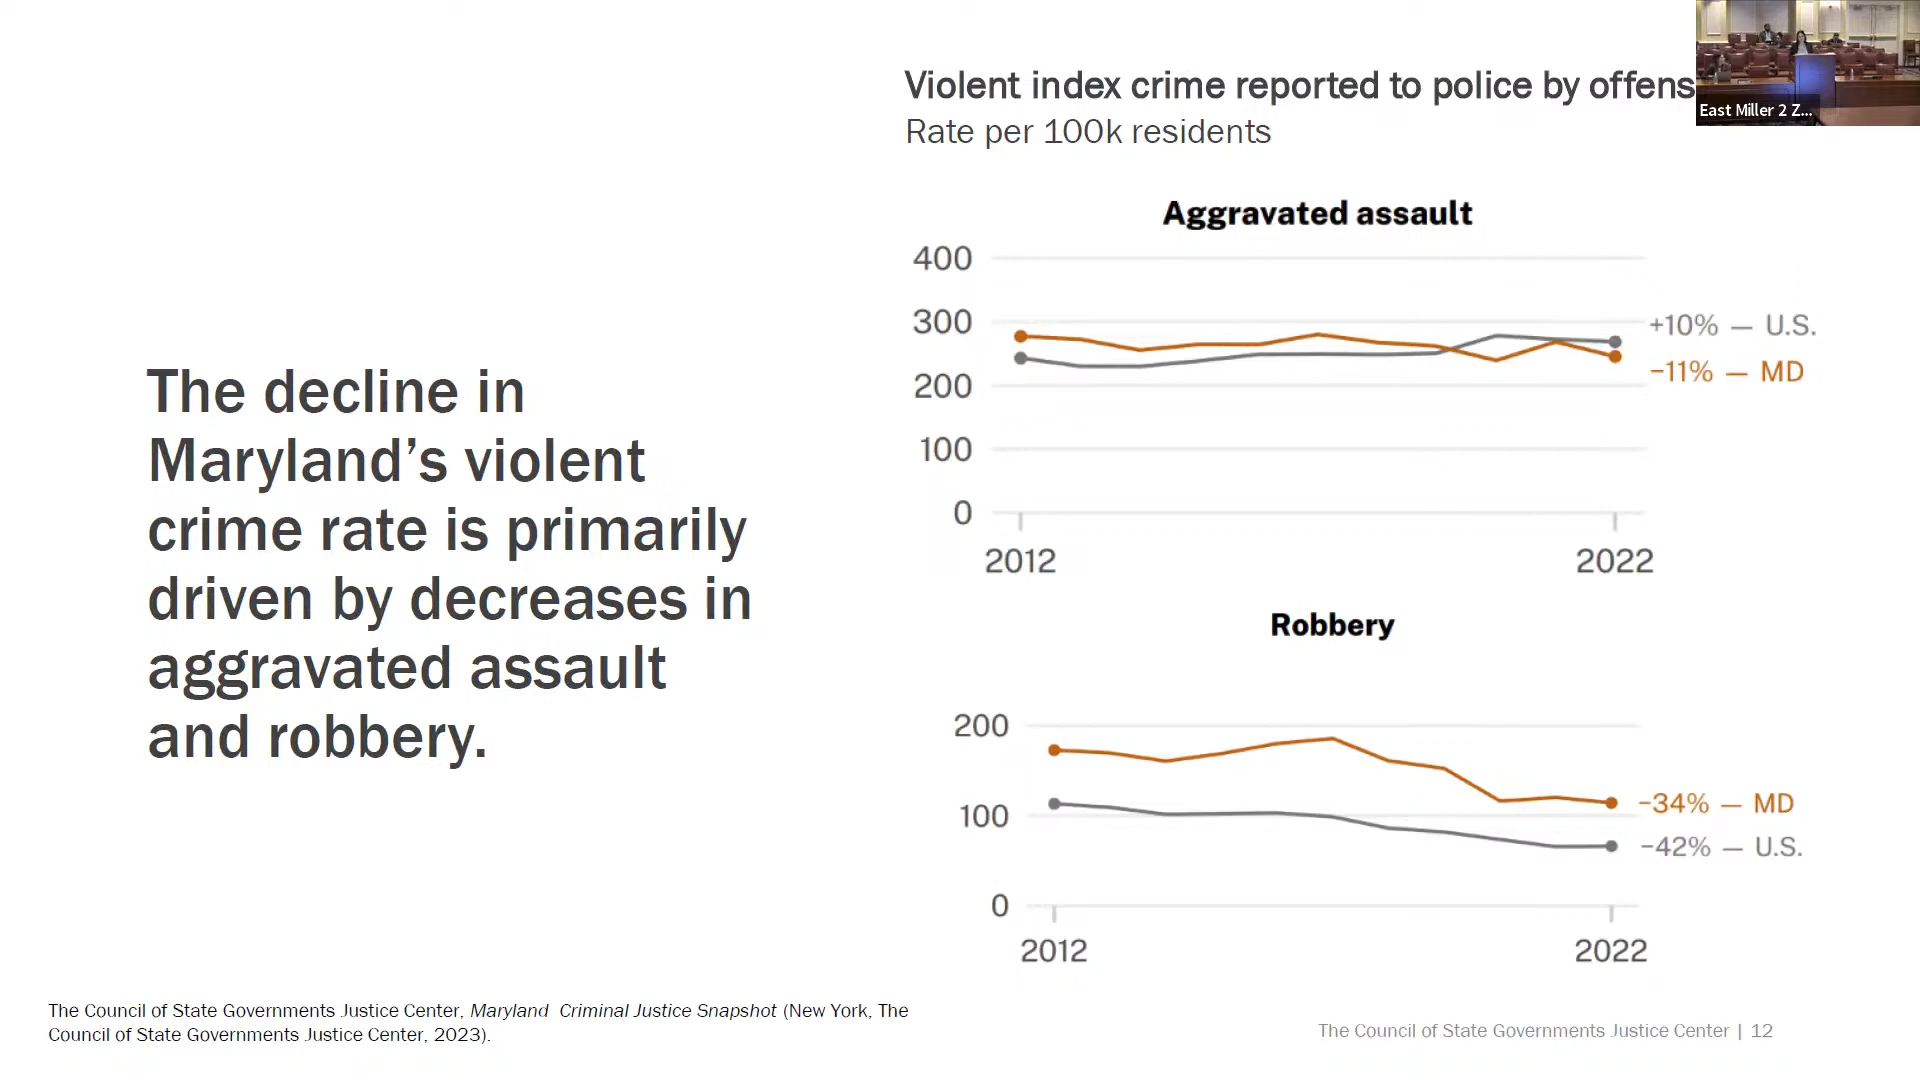 Violent index crime reported to police by offens
Rate per 100k residents
East Miller 2 Z...
The decline in
Maryland’s violent
crime rate is primarily
driven by decreases in
aggravated assault
and robbery.
Aggravated assault
400
300
200
100
0
2012
2022
+10% — U.S.
−11% — MD
Robbery
200
100
0
2012
2022
−34% — MD
−42% — U.S.
The Council of State Governments Justice Center, Maryland Criminal Justice Snapshot (New York, The
Council of State Governments Justice Center, 2023).
The Council of State Governments Justice Center | 12